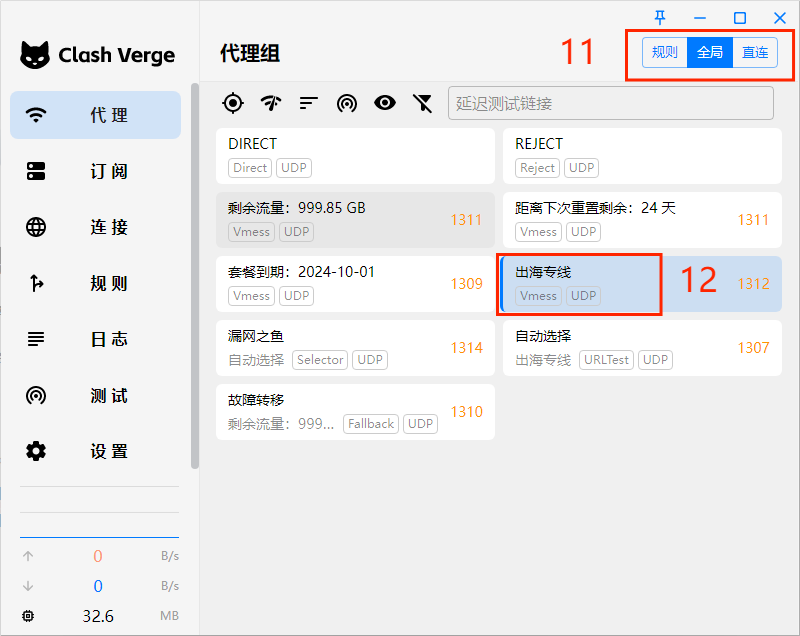 Clash Verge
代理组
11
规则 全局 直连
代理
订阅
连接
规则
日志
测试
设置
0 B/s
0 B/s
32.6 MB
延迟测试链接
DIRECT
Direct UDP
REJECT
Reject UDP
剩余流量：999.85 GB
Vmess UDP
1311
距离下次重置剩余：24 天
Vmess UDP
1311
套餐到期：2024-10-01
Vmess UDP
1309
出海专线
Vmess UDP
12
1312
漏网之鱼
自动选择 Selector UDP
1314
自动选择
出海专线 URLTest UDP
1307
故障转移
剩余流量：999... Fallback UDP
1310